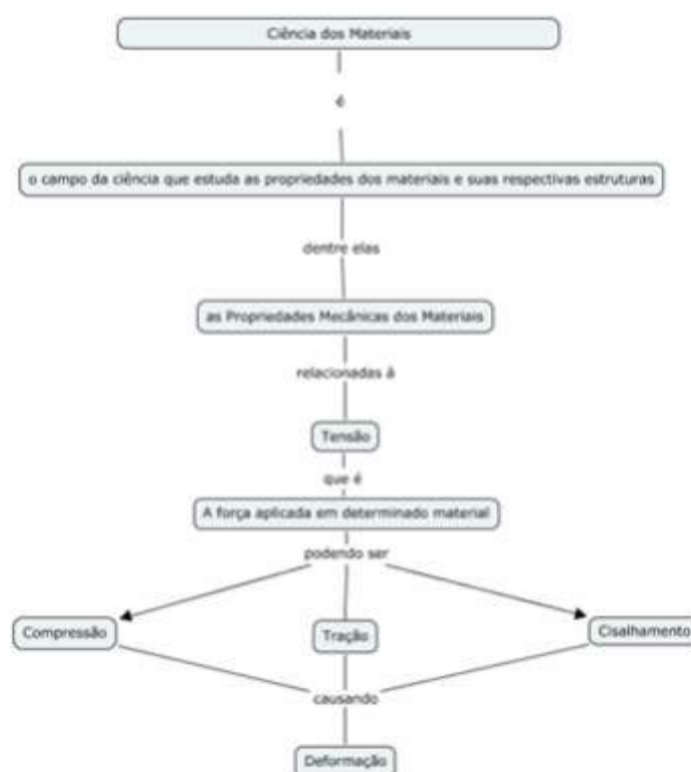 Ciência dos Materiais
é
o campo da ciência que estuda as propriedades dos materiais e suas respectivas estruturas
dentre elas
as Propriedades Mecânicas dos Materiais
relacionadas á
Tensão
que é
A força aplicada em determinado material
podendo ser
Compressão
Tração
Cisalhamento
causando
Deformação